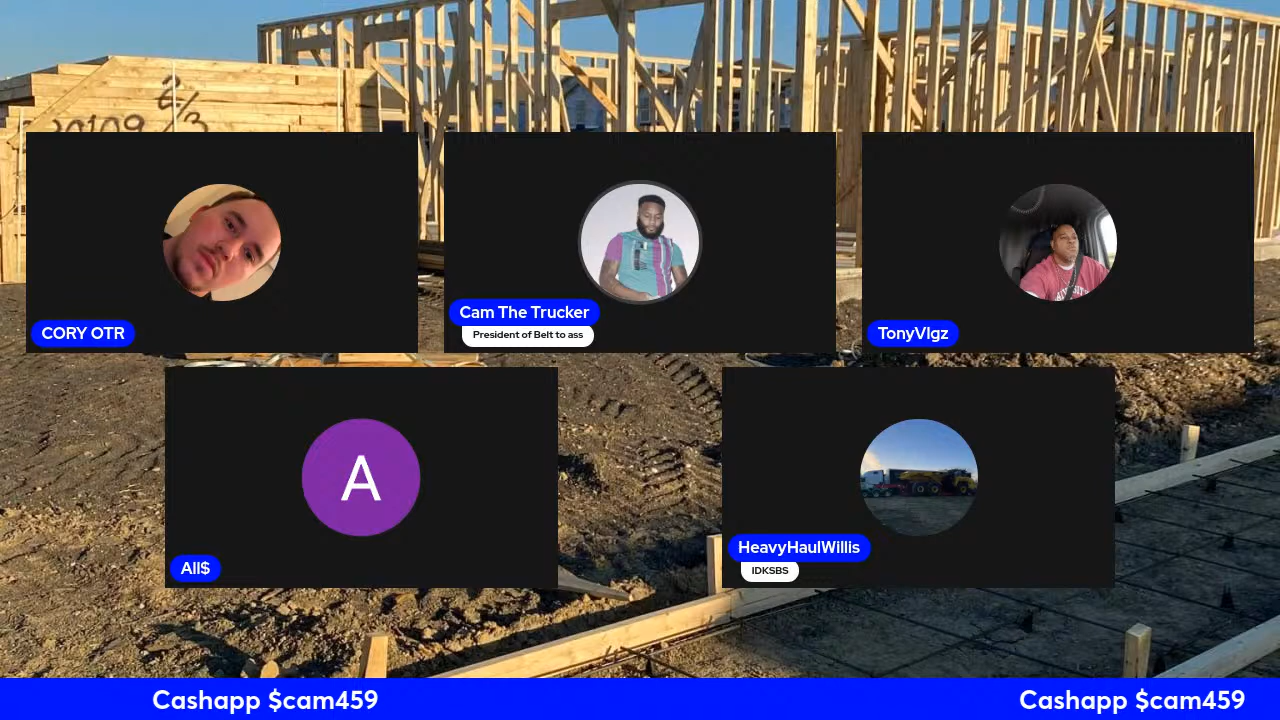 CORY OTR
Cam The Trucker
President of Belt to ass
TonyVlgz
All$
A
HeavyHaulWillis
IDKSBS
Cashapp $cam459 Cashapp $cam459